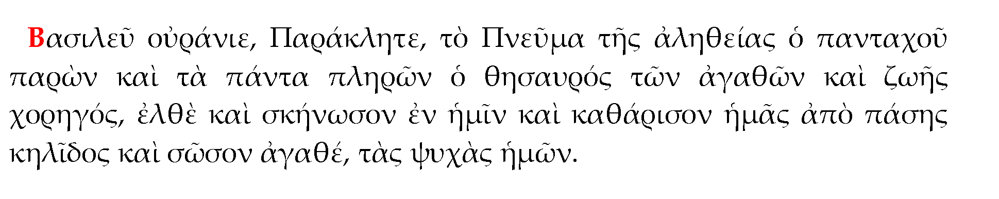 Βασιλεῦ οὐράνιε, Παράκλητε, τὸ Πνεῦμα τῆς ἀληθείας ὁ πανταχοῦ
παρὼν καὶ τὰ πάντα πληρῶν ὁ θησαυρός τῶν ἀγαθῶν καὶ ζωῆς
χορηγός, ἐλθὲ καὶ σκήνωσον ἐν ἡμῖν καὶ καθάρισον ἡμᾶς ἀπὸ πάσης
κηλῖδος καὶ σῶσον ἀγαθέ, τὰς ψυχὰς ἡμῶν.